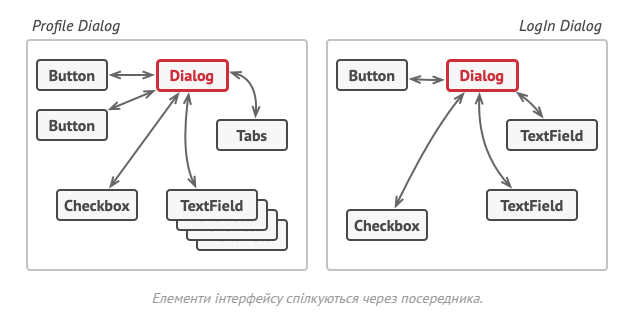 Profile Dialog
Button
Dialog
Button
Tabs
Checkbox
TextField
LogIn Dialog
Button
Dialog
TextField
TextField
Checkbox
Елементи інтерфейсу спілкуються через посередника.